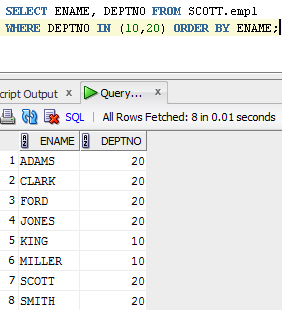 SELECT ENAME, DEPTNO FROM SCOTT.empl
WHERE DEPTNO IN (10,20) ORDER BY ENAME;
cript Output × Query... ×
SQL | All Rows Fetched: 8 in 0.01 seconds
ENAME DEPTNO
1 ADAMS 20
2 CLARK 20
3 FORD 20
4 JONES 20
5 KING 10
6 MILLER 10
7 SCOTT 20
8 SMITH 20